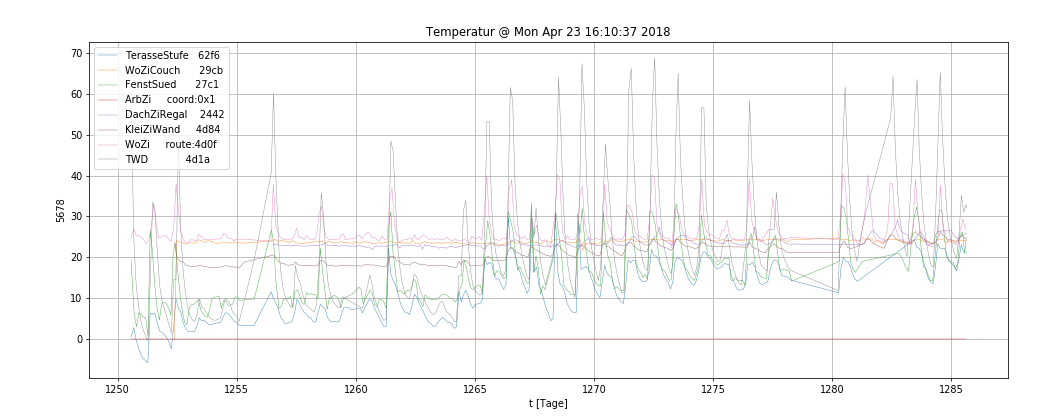 Temperatur @ Mon Apr 23 16:10:37 2018
70
60
50
40
30
20
10
0
5678
TerasseStufe 62f6
WoZiCouch 29cb
FenstSued 27c1
ArbZi coord:0x1
DachZiRegal 2442
KleiZiWand 4d84
WoZi route:4d0f
TWD 4d1a
1250 1255 1260 1265 1270 1275 1280 1285
t [Tage]